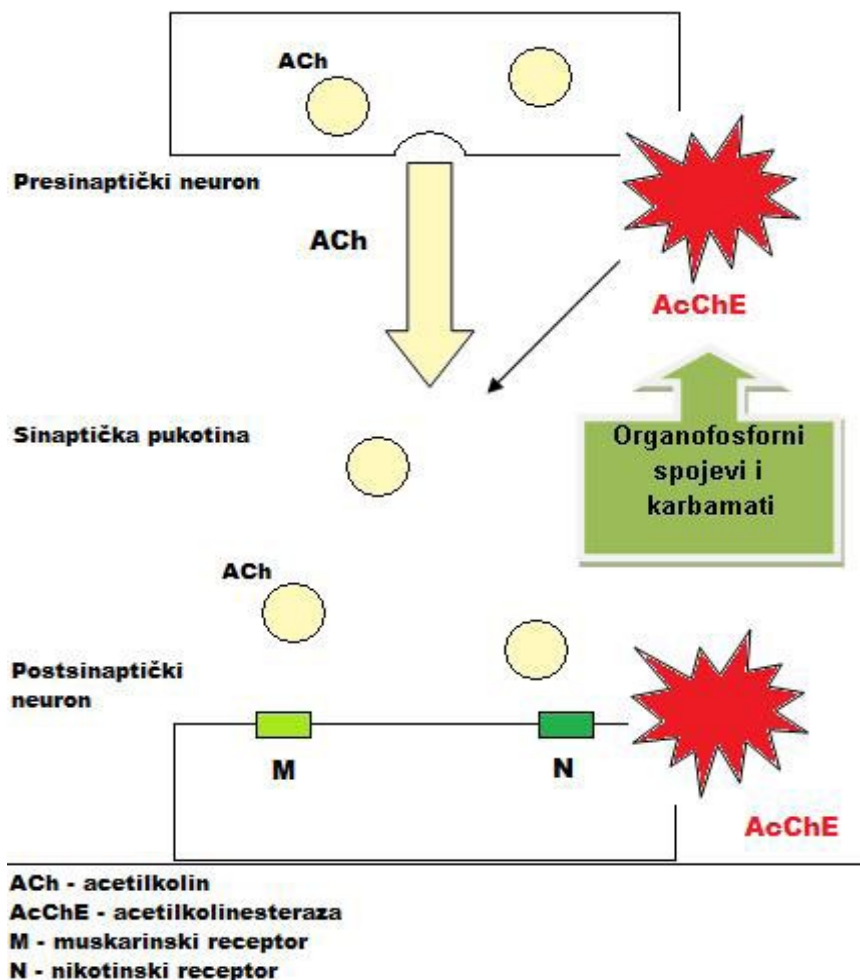 ACh
Presinaptički neuron
ACh
AcChE
Sinaptička pukotina
Organofosforni
spojevi i
karbamati
ACh
Postsinaptički
neuron
M
N
AcChE
ACh - acetilkolin
AcChE - acetilkolinesteraza
M - muskarinski receptor
N - nikotinski receptor